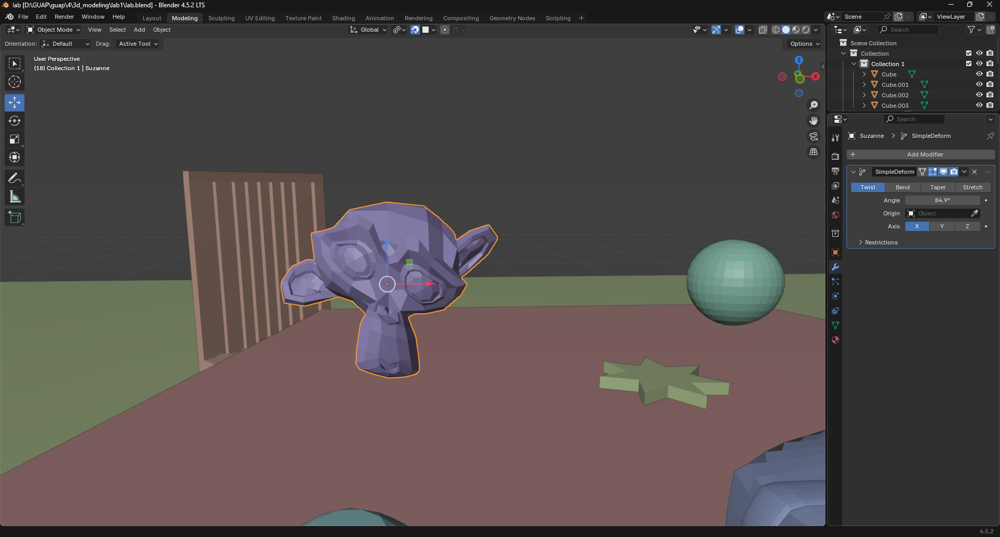 lab [D:\GUAP\guap\4\3d_modeling\lab1\lab.blend] - Blender 4.5.2 LTS
File Edit Render Window Help Layout Modeling Sculpting UV Editing Texture Paint Shading Animation Rendering Compositing Geometry Nodes Scripting + Scene ViewLayer
Object Mode View Select Add Object Global Search
Orientation: Default Drag: Active Tool Options
Scene Collection
User Perspective
(18) Collection 1 | Suzanne
Z
X
Collection
Collection 1
Cube
Cube.001
Cube.002
Cube.003
Search
Suzanne > SimpleDeform
+ Add Modifier
SimpleDeform
Twist Bend Taper Stretch
Angle 84.9°
Origin Object
Axis X Y Z
Restrictions
4.5.2